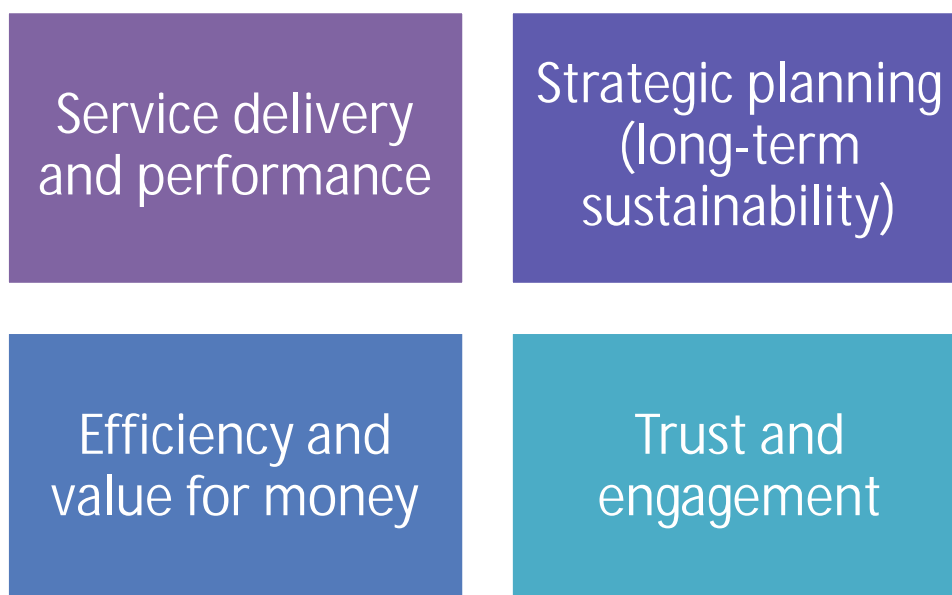 Service delivery
and performance
Strategic planning
(long-term
sustainability)
Efficiency and
value for money
Trust and
engagement